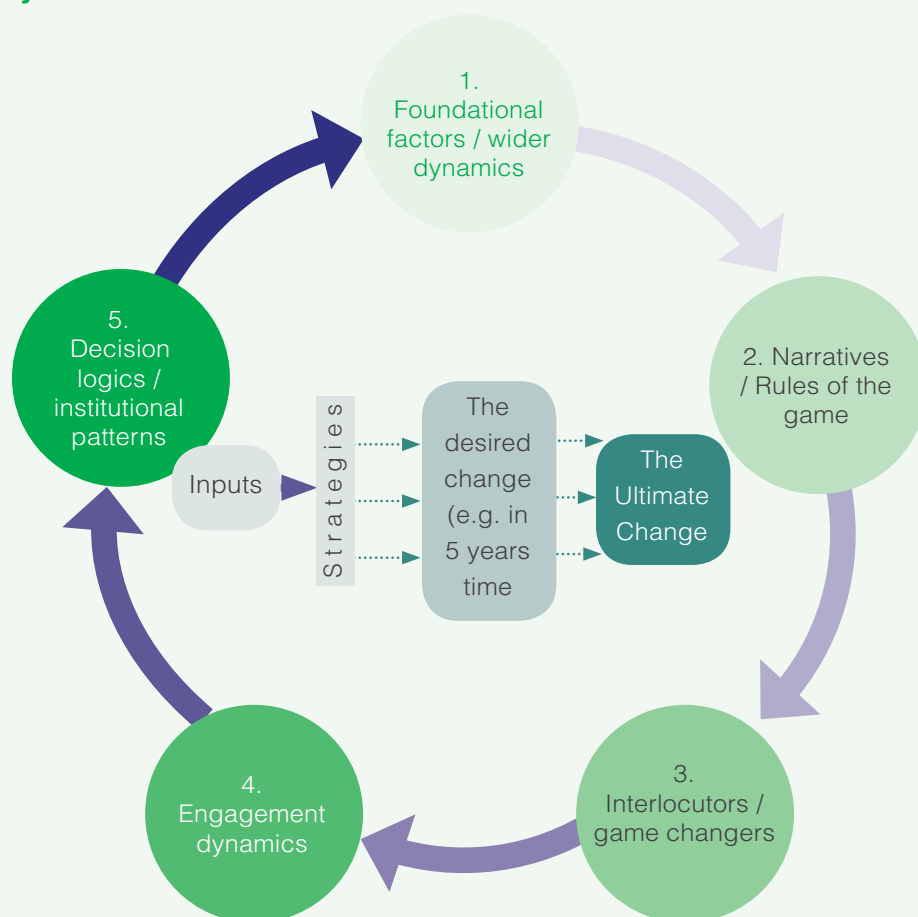 1.
Foundational
factors / wider
dynamics
2. Narratives
/ Rules of the
game
3.
Interlocutors /
game changers
4.
Engagement
dynamics
5.
Decision
logics /
institutional
patterns
Inputs
Strategies
The
desired
change
(e.g. in
5 years
time
The
Ultimate
Change